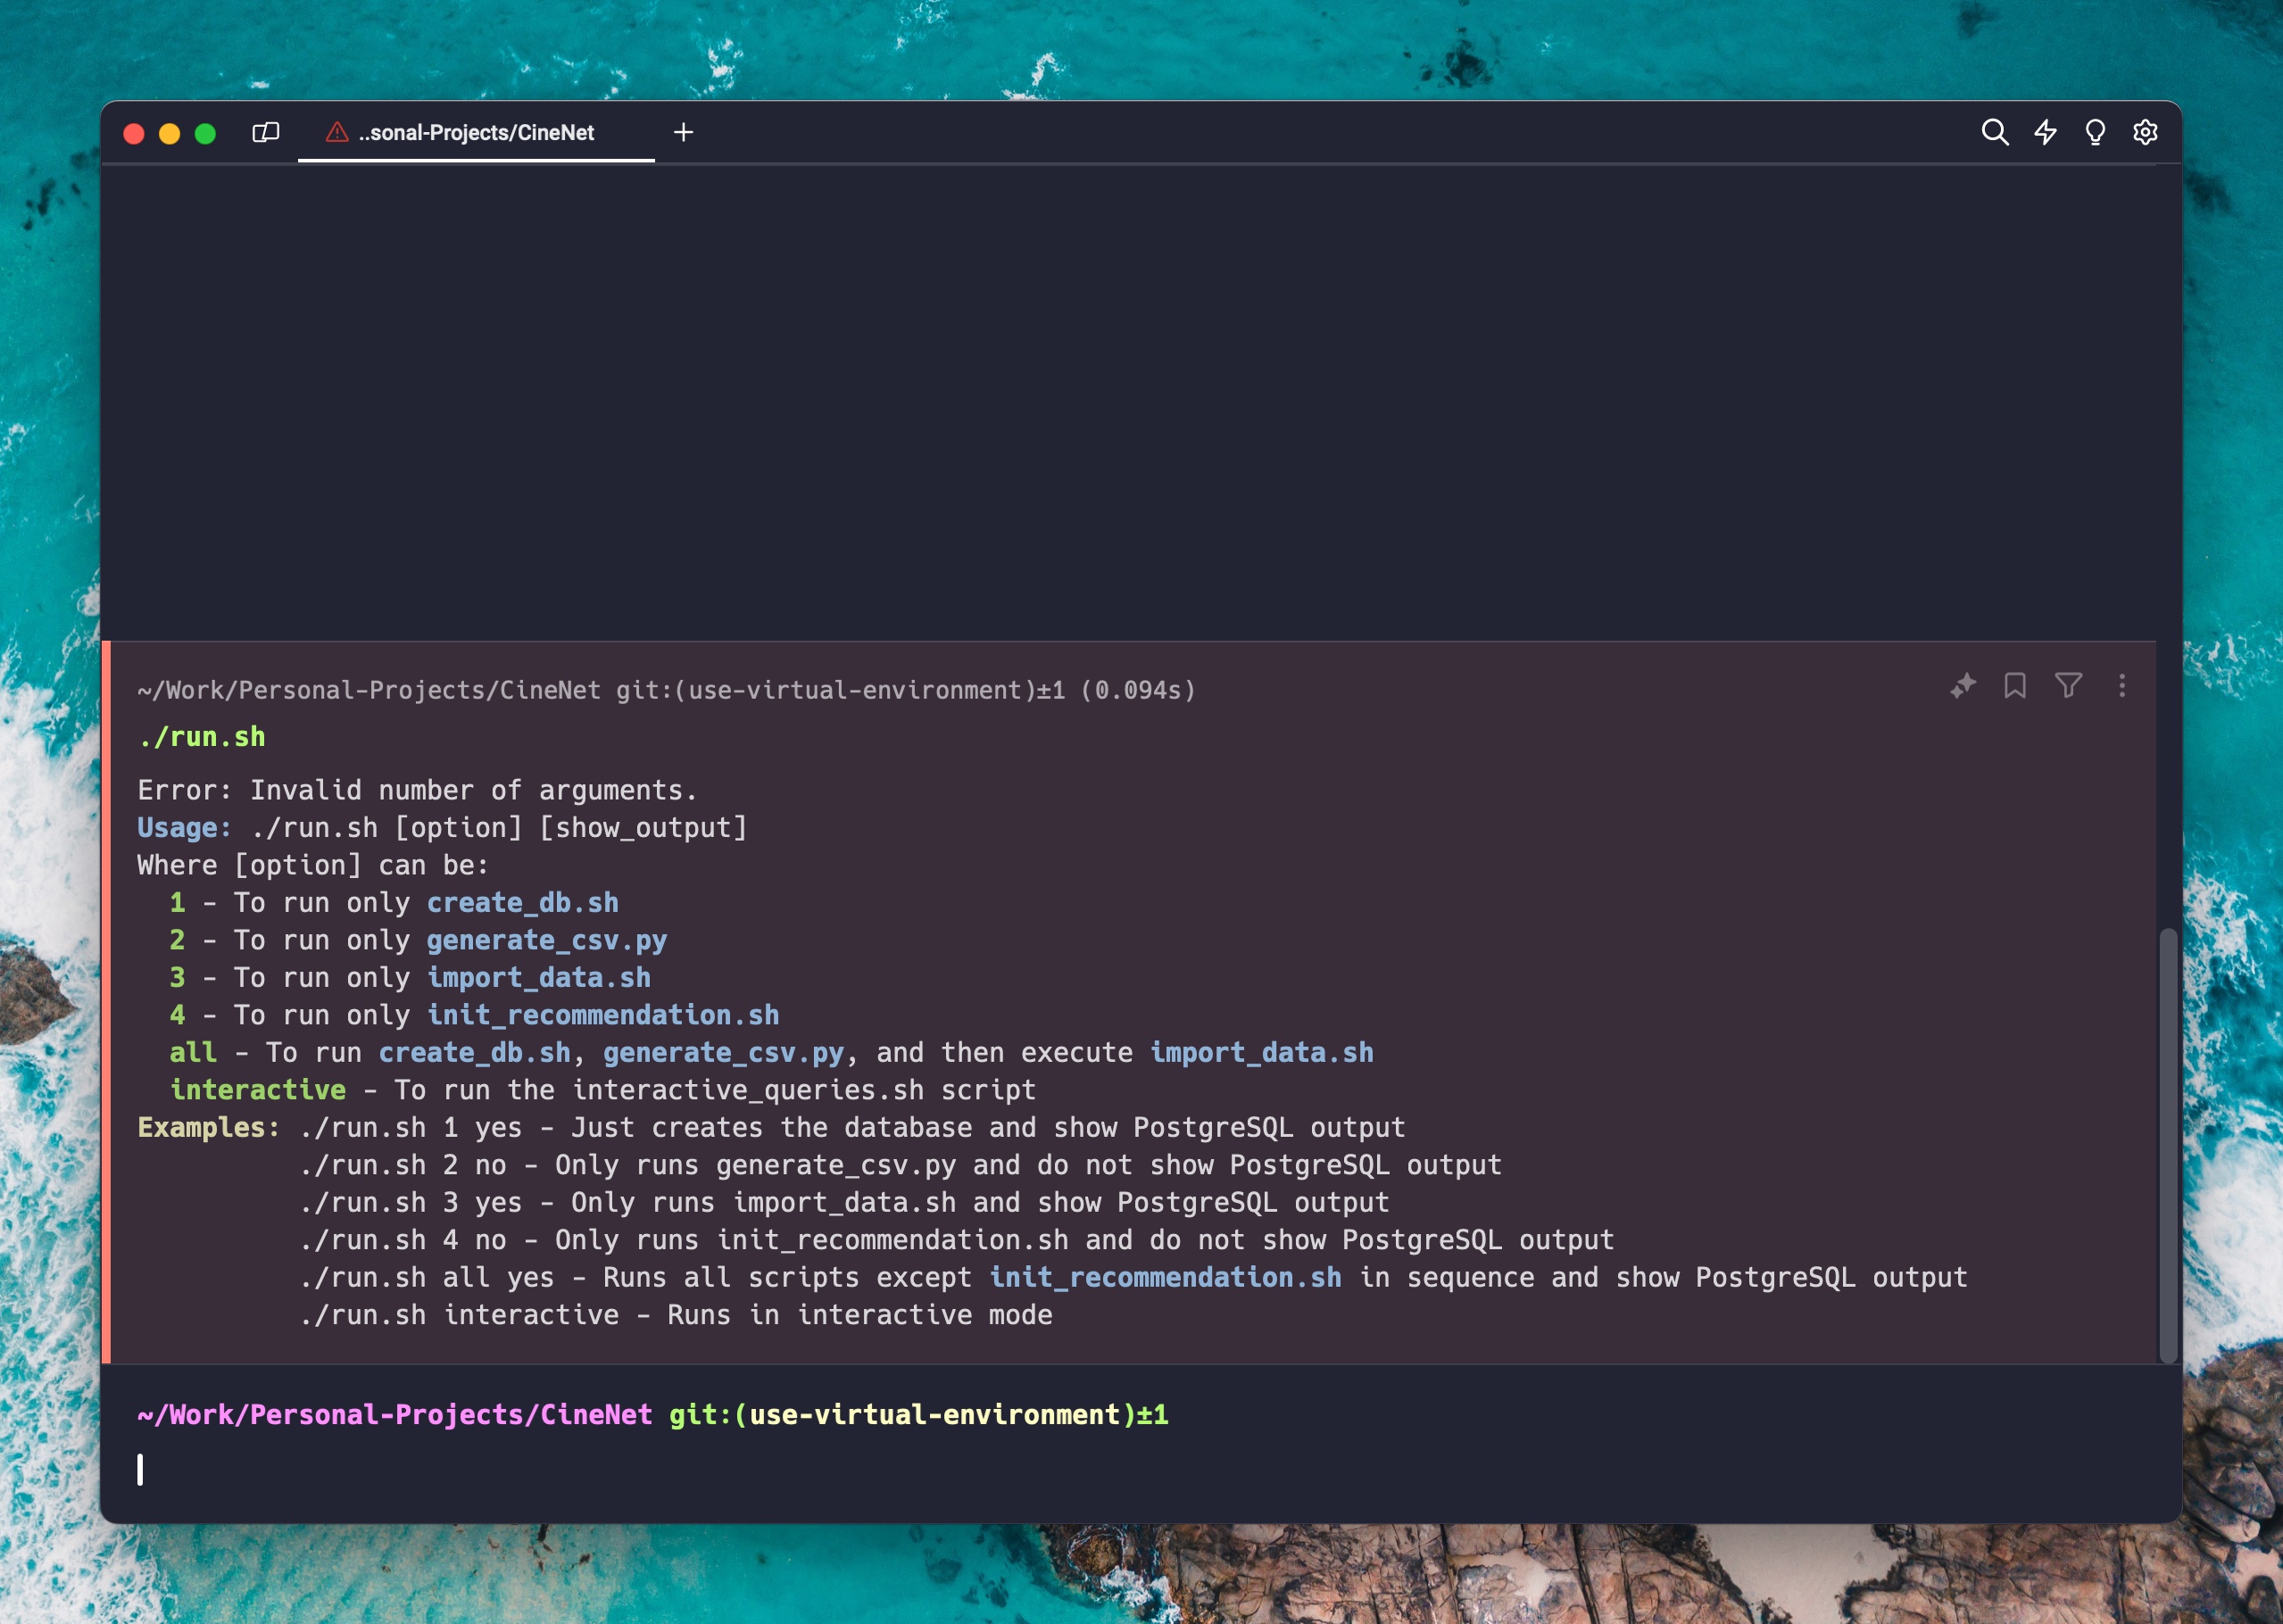 ..sonal-Projects/CineNet
~/Work/Personal-Projects/CineNet git:(use-virtual-environment)±1 (0.094s)
./run.sh
Error: Invalid number of arguments.
Usage: ./run.sh [option] [show_output]
Where [option] can be:
1 - To run only create_db.sh
2 - To run only generate_csv.py
3 - To run only import_data.sh
4 - To run only init_recommendation.sh
all - To run create_db.sh, generate_csv.py, and then execute import_data.sh
interactive - To run the interactive_queries.sh script
Examples: ./run.sh 1 yes - Just creates the database and show PostgreSQL output
./run.sh 2 no - Only runs generate_csv.py and do not show PostgreSQL output
./run.sh 3 yes - Only runs import_data.sh and show PostgreSQL output
./run.sh 4 no - Only runs init_recommendation.sh and do not show PostgreSQL output
./run.sh all yes - Runs all scripts except init_recommendation.sh in sequence and show PostgreSQL output
./run.sh interactive - Runs in interactive mode
~/Work/Personal-Projects/CineNet git:(use-virtual-environment)±1